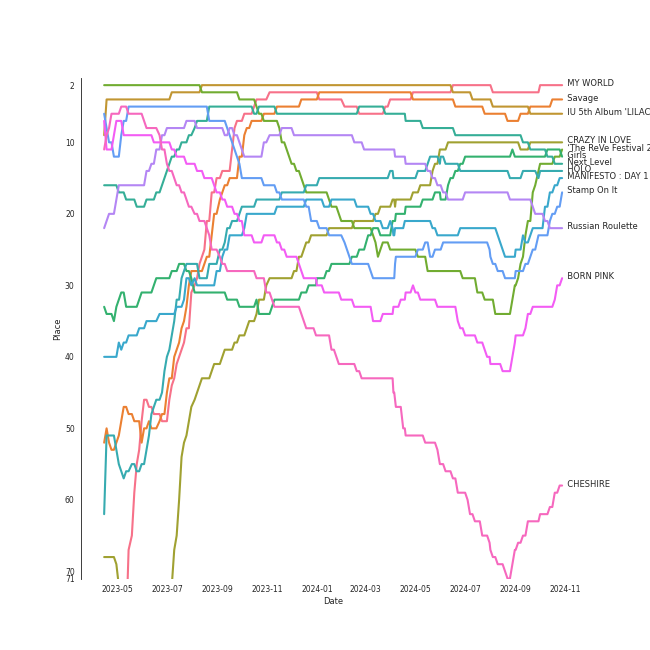 2
10
20
30
40
50
60
70
71
Place
2023-05
2023-07
2023-09
2023-11
2024-01
2024-03
2024-05
2024-07
2024-09
2024-11
Date
MY WORLD
Savage
IU 5th Album 'LILAC
CRAZY IN LOVE
'The ReVe Festival 2
Girls
Next Level
MANIFESTO : DAY 1
Stamp On It
Russian Roulette
BORN PINK
CHESHIRE